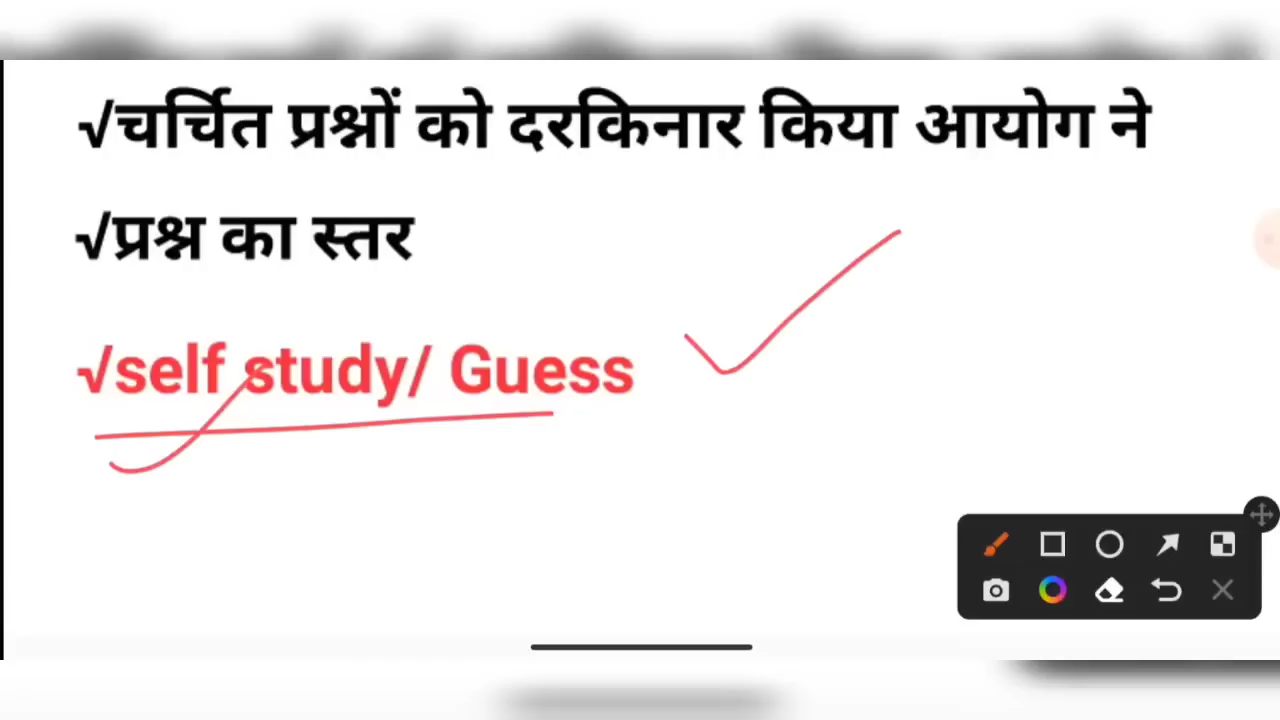 √चर्चित प्रश्नों को दरकिनार किया आयोग ने
√प्रश्न का स्तर
√self study/ Guess